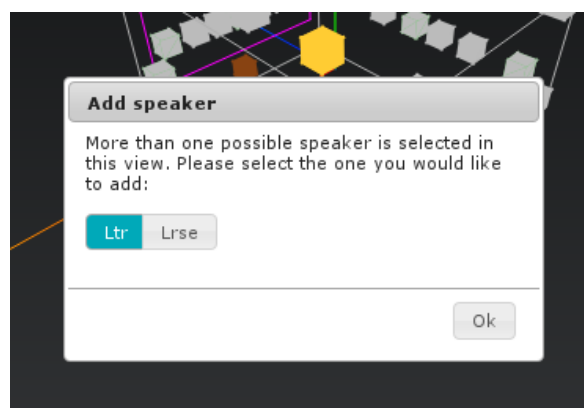 Add speaker
More than one possible speaker is selected in
this view. Please select the one you would like
to add:
Ltr Lrse
Ok